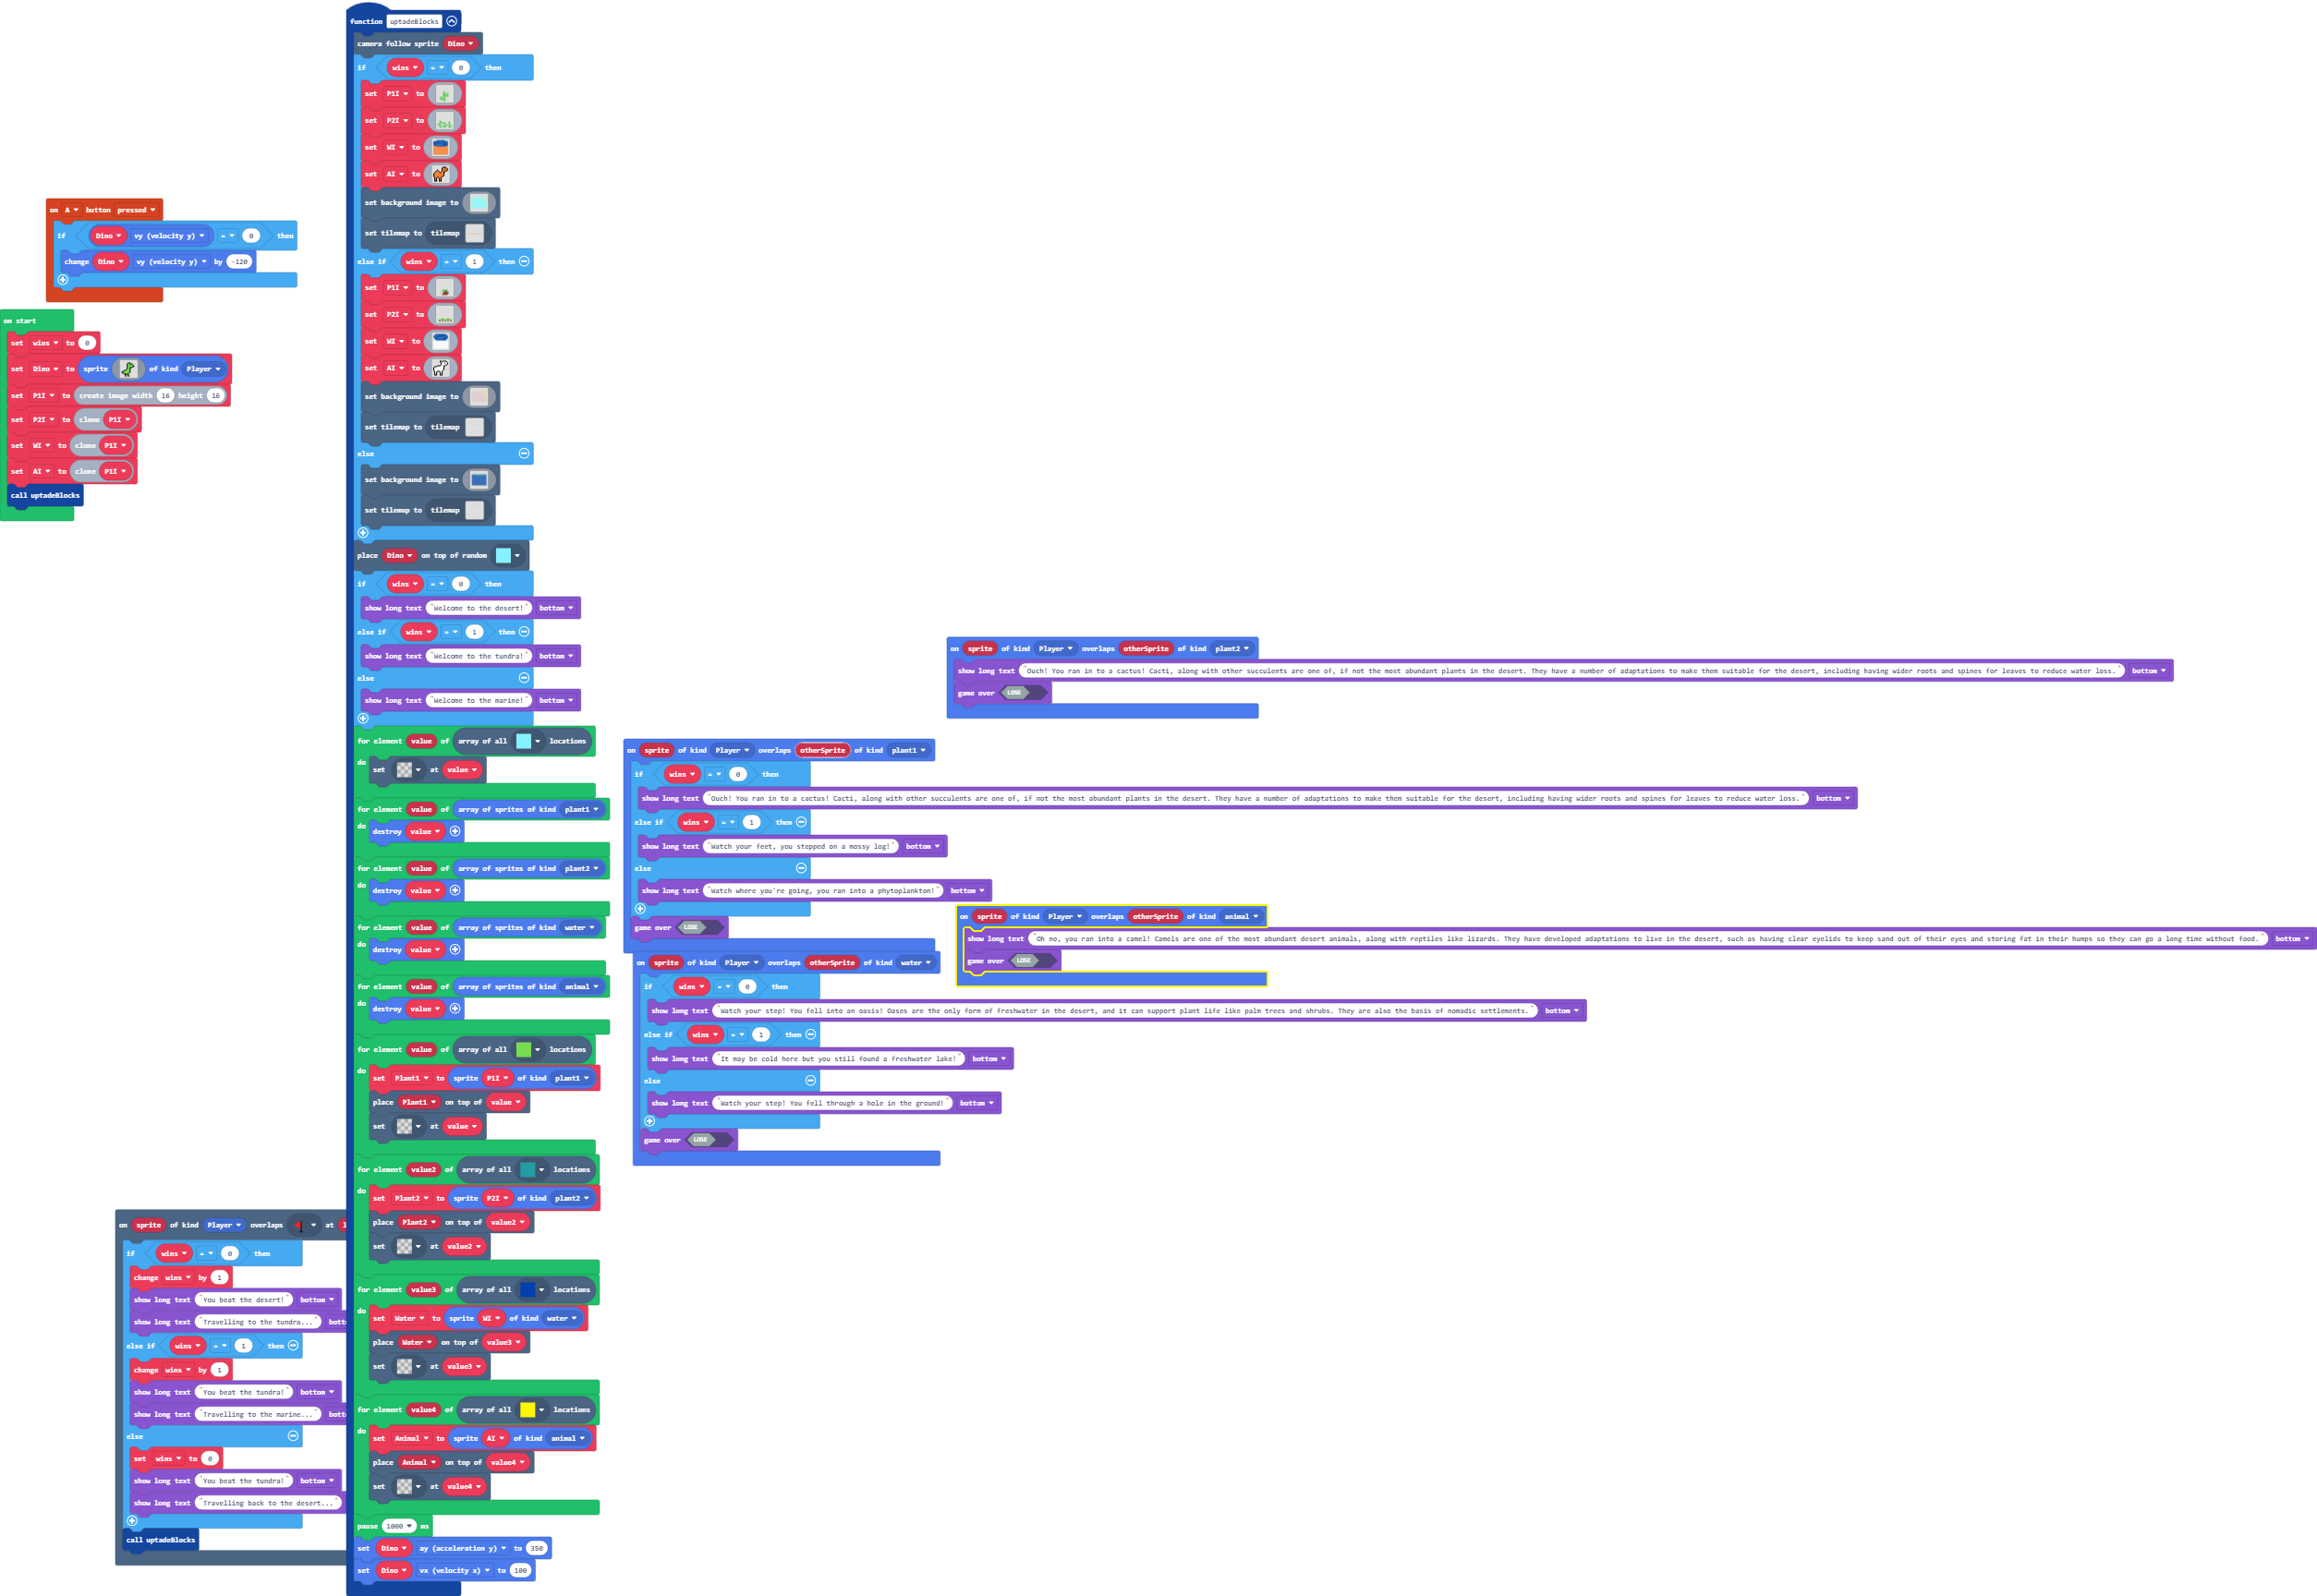 on A button pressed
if Dino vy (velocity y) = 0 then
change Dino vy (velocity y) by -120
on start
set wins to 0
set Dino to sprite of kind Player
set P1I to create image width 16 height 16
set P2I to clone P1I
set WI to clone P1I
set AI to clone P1I
call uptadeBlocks
on sprite of kind Player overlaps at l
if wins = 0 then
change wins by 1
show long text "You beat the desert!" bottom
show long text "Travelling to the tundra..." bott
else if wins = 1 then
change wins by 1
show long text "You beat the tundra!" bottom
show long text "Travelling to the marine..." bott
else
set wins to 0
show long text "You beat the tundra!" bottom
show long text "Travelling back to the desert..."
call uptadeBlocks
function uptadeBlocks
camera follow sprite Dino
if wins = 0 then
set P1I to
set P2I to
set WI to
set AI to
set background image to
set tilemap to tilemap
else if wins = 1 then
set P1I to
set P2I to
set WI to
set AI to
set background image to
set tilemap to tilemap
else
set background image to
set tilemap to tilemap
place Dino on top of random
if wins = 0 then
show long text "Welcome to the desert!" bottom
else if wins = 1 then
show long text "Welcome to the tundra!" bottom
else
show long text "Welcome to the marine!" bottom
for element value of array of all locations
do set at value
for element value of array of sprites of kind plant1
do destroy value
for element value of array of sprites of kind plant2
do destroy value
for element value of array of sprites of kind water
do destroy value
for element value of array of sprites of kind animal
do destroy value
for element value of array of all locations
do set Plant1 to sprite P1I of kind plant1
place Plant1 on top of value
set at value
for element value2 of array of all locations
do set Plant2 to sprite P2I of kind plant2
place Plant2 on top of value2
set at value2
for element value3 of array of all locations
do set Water to sprite WI of kind water
place Water on top of value3
set at value3
for element value4 of array of all locations
do set Animal to sprite AI of kind animal
place Animal on top of value4
set at value4
pause 1000 ms
set Dino ay (acceleration y) to 350
set Dino vx (velocity x) to 100
on sprite of kind Player overlaps otherSprite of kind plant2
show long text "Ouch! You ran in to a cactus! Cacti, along with other succulents are one of, if not the most abundant plants in the desert. They have a number of adaptations to make them suitable for the desert, including having wider roots and spines for leaves to reduce water loss." bottom
game over LOSE
on sprite of kind Player overlaps otherSprite of kind plant1
if wins = 0 then
show long text "Ouch! You ran in to a cactus! Cacti, along with other succulents are one of, if not the most abundant plants in the desert. They have a number of adaptations to make them suitable for the desert, including having wider roots and spines for leaves to reduce water loss." bottom
else if wins = 1 then
show long text "Watch your feet, you stepped on a mossy log!" bottom
else
show long text "Watch where you're going, you ran into a phytoplankton!" bottom
game over LOSE
on sprite of kind Player overlaps otherSprite of kind animal
show long text "Oh no, you ran into a camel! Camels are one of the most abundant desert animals, along with reptiles like lizards. They have developed adaptations to live in the desert, such as having clear eyelids to keep sand out of their eyes and storing fat in their humps so they can go a long time without food." bottom
game over LOSE
on sprite of kind Player overlaps otherSprite of kind water
if wins = 0 then
show long text "Watch your step! You fell into an oasis! Oases are the only form of freshwater in the desert, and it can support plant life like palm trees and shrubs. They are also the basis of nomadic settlements." bottom
else if wins = 1 then
show long text "It may be cold here but you still found a freshwater lake!" bottom
else
show long text "Watch your step! You fell through a hole in the ground!" bottom
game over LOSE